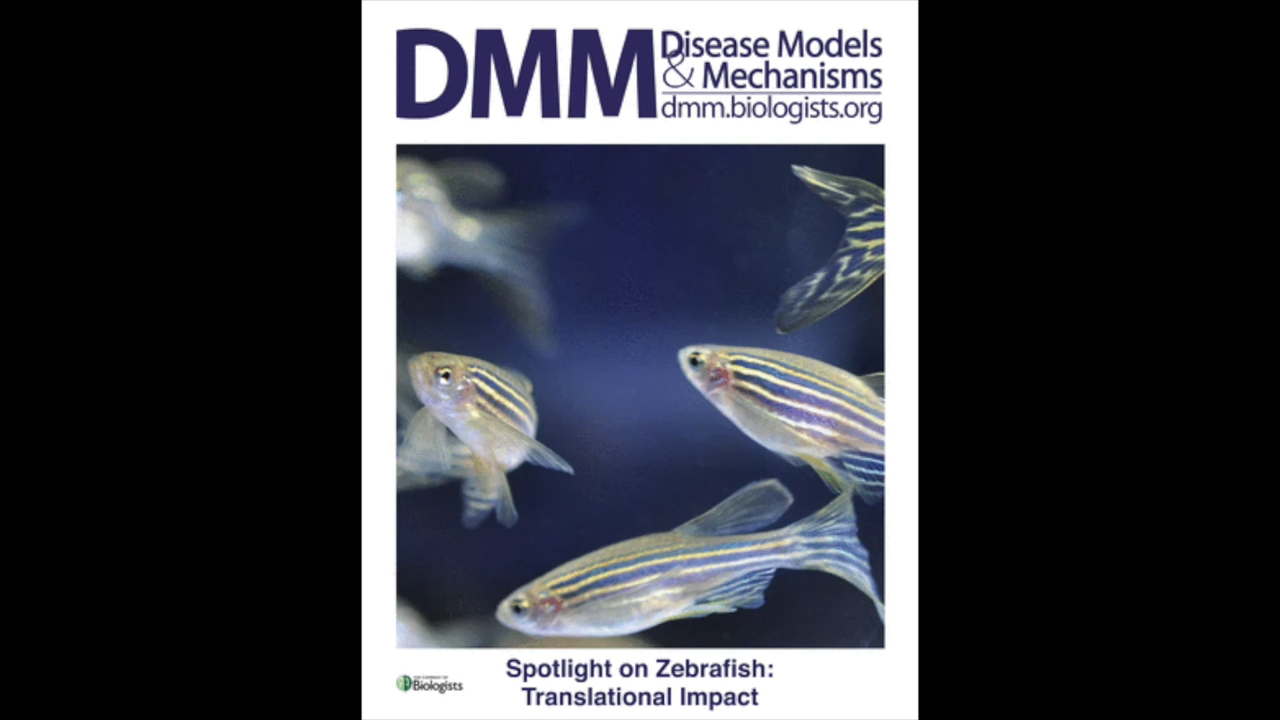 DMM
Disease Models
& Mechanisms
dmm.biologists.org
Biologists
Spotlight on Zebrafish:
Translational Impact